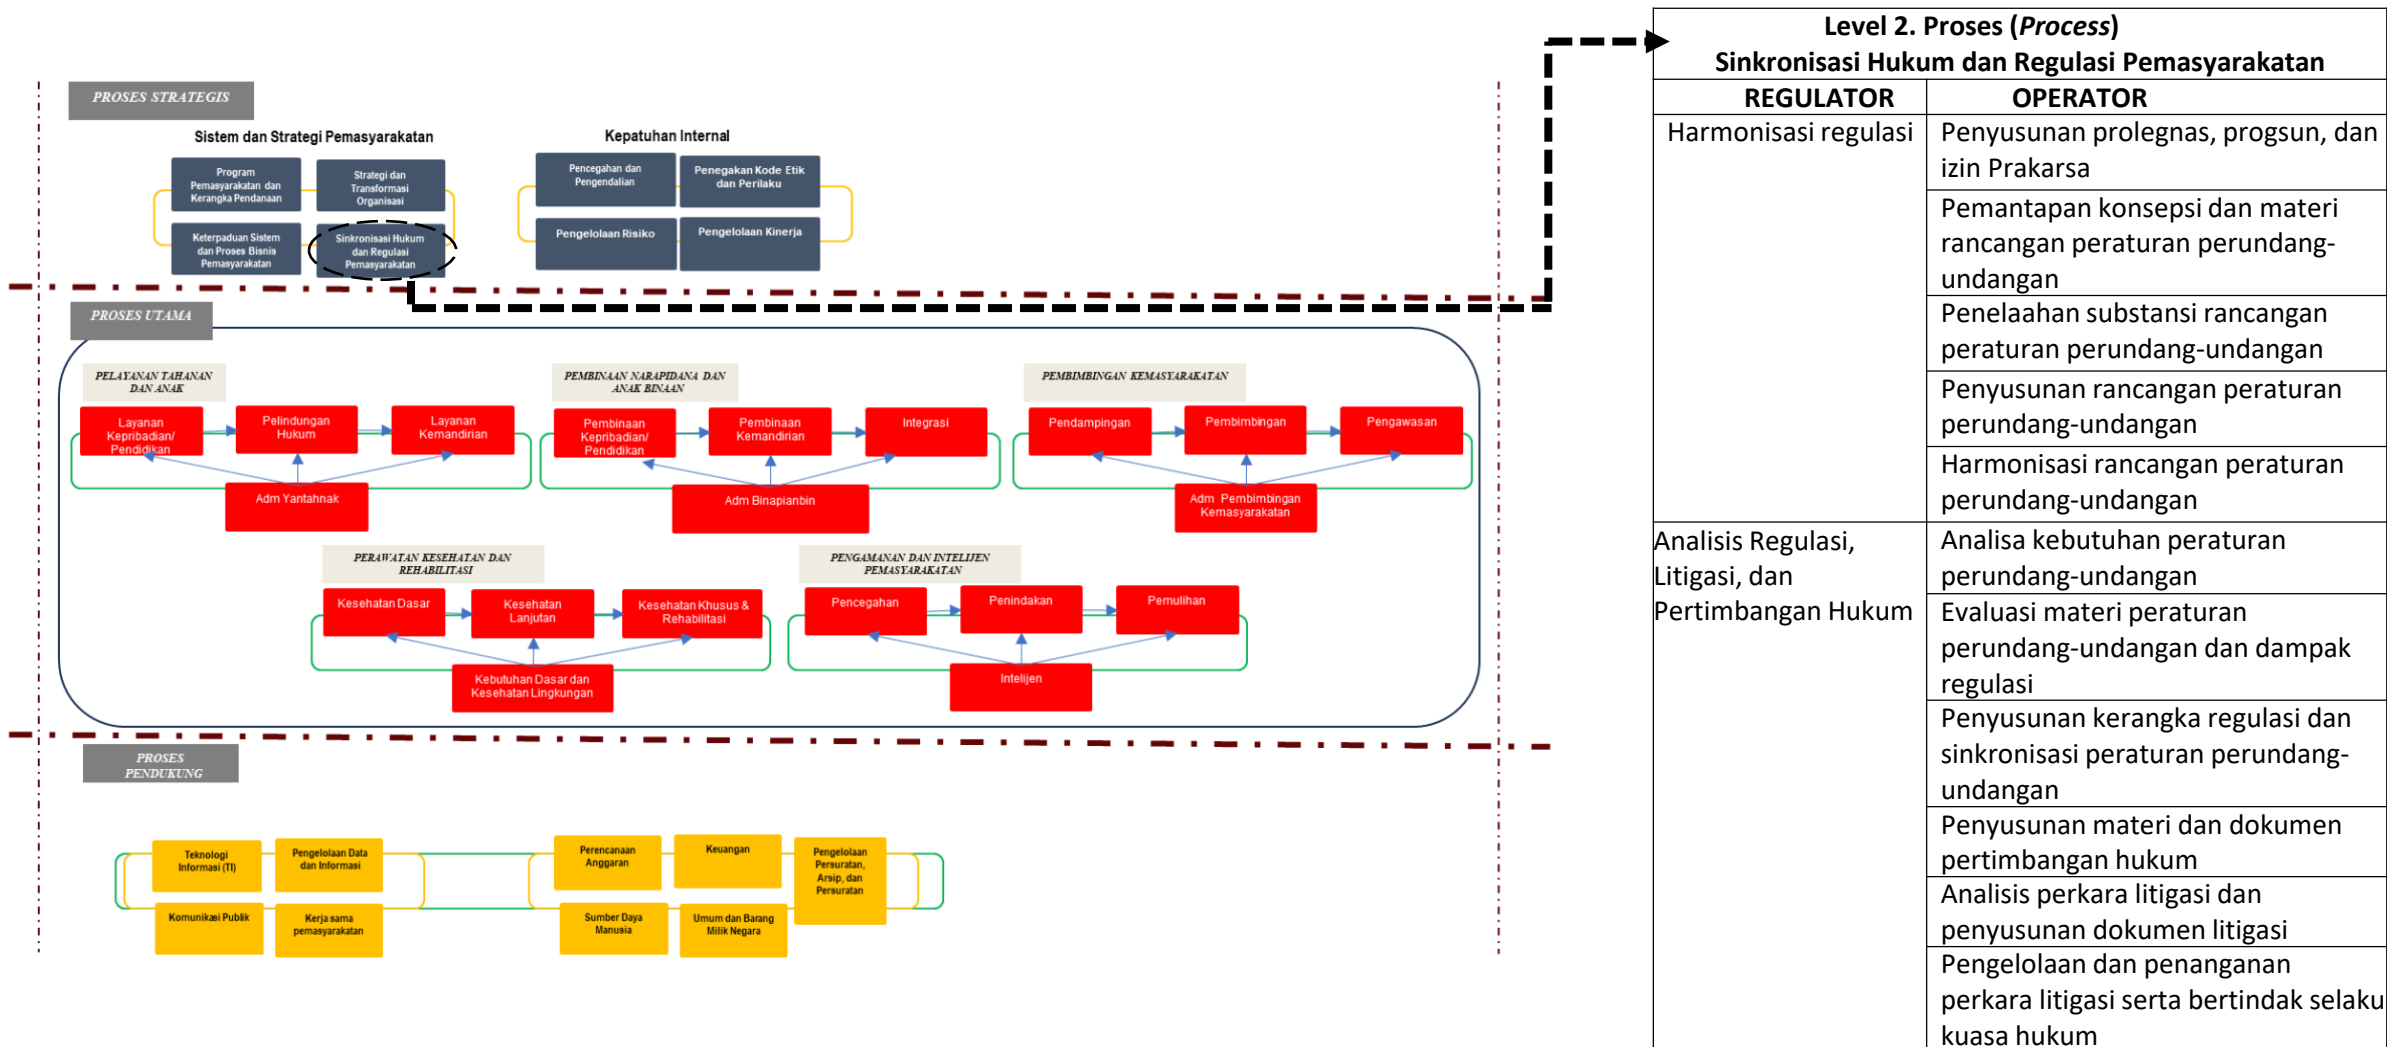 PROSES STRATEGIS
Sistem dan Strategi Pemasyarakatan
Program
Pemasyarakatan dan
Kerangka Pendanaan
Strategi dan
Transformasi
Organisasi
Keterpaduan Sistem
dan Proses Bisnis
Pemasyarakatan
Sinkronisasi Hukum
dan Regulasi
Pemasyarakatan
Kepatuhan Internal
Pencegahan dan
Pengendalian
Penegakan Kode Etik
dan Perilaku
Pengelolaan Risiko
Pengelolaan Kinerja
PROSES UTAMA
PELAYANAN TAHANAN
DAN ANAK
Layanan
Kepribadian/
Pendidikan
Pelindungan
Hukum
Layanan
Kemandirian
Adm Yantahnak
PEMBINAAN NARAPIDANA DAN
ANAK BINAAN
Pembinaan
Kepribadian/
Pendidikan
Pembinaan
Kemandirian
Integrasi
Adm Binapianbin
PEMBIMBINGAN KEMASYARAKATAN
Pendampingan
Pembimbingan
Pengawasan
Adm Pembimbingan
Kemasyarakatan
PERAWATAN KESEHATAN DAN
REHABILITASI
Kesehatan Dasar
Kesehatan
Lanjutan
Kesehatan Khusus &
Rehabilitasi
Kebutuhan Dasar dan
Kesehatan Lingkungan
PENGAMANAN DAN INTELIJEN
PEMASYARAKATAN
Pencegahan
Penindakan
Pemulihan
Intelijen
PROSES
PENDUKUNG
Teknologi
Informasi (TI)
Pengelolaan Data
dan Informasi
Komunikasi Publik
Kerja sama
pemasyarakatan
Perencanaan
Anggaran
Keuangan
Pengelolaan
Persuratan,
Arsip, dan
Persuratan
Sumber Daya
Manusia
Umum dan Barang
Milik Negara
Level 2. Proses (Process)
Sinkronisasi Hukum dan Regulasi Pemasyarakatan
REGULATOR
OPERATOR
Harmonisasi regulasi
Penyusunan prolegnas, progsun, dan
izin Prakarsa
Pemantapan konsepsi dan materi
rancangan peraturan perundang-
undangan
Penelaahan substansi rancangan
peraturan perundang-undangan
Penyusunan rancangan peraturan
perundang-undangan
Harmonisasi rancangan peraturan
perundang-undangan
Analisis Regulasi,
Litigasi, dan
Pertimbangan Hukum
Analisa kebutuhan peraturan
perundang-undangan
Evaluasi materi peraturan
perundang-undangan dan dampak
regulasi
Penyusunan kerangka regulasi dan
sinkronisasi peraturan perundang-
undangan
Penyusunan materi dan dokumen
pertimbangan hukum
Analisis perkara litigasi dan
penyusunan dokumen litigasi
Pengelolaan dan penanganan
perkara litigasi serta bertindak selaku
kuasa hukum